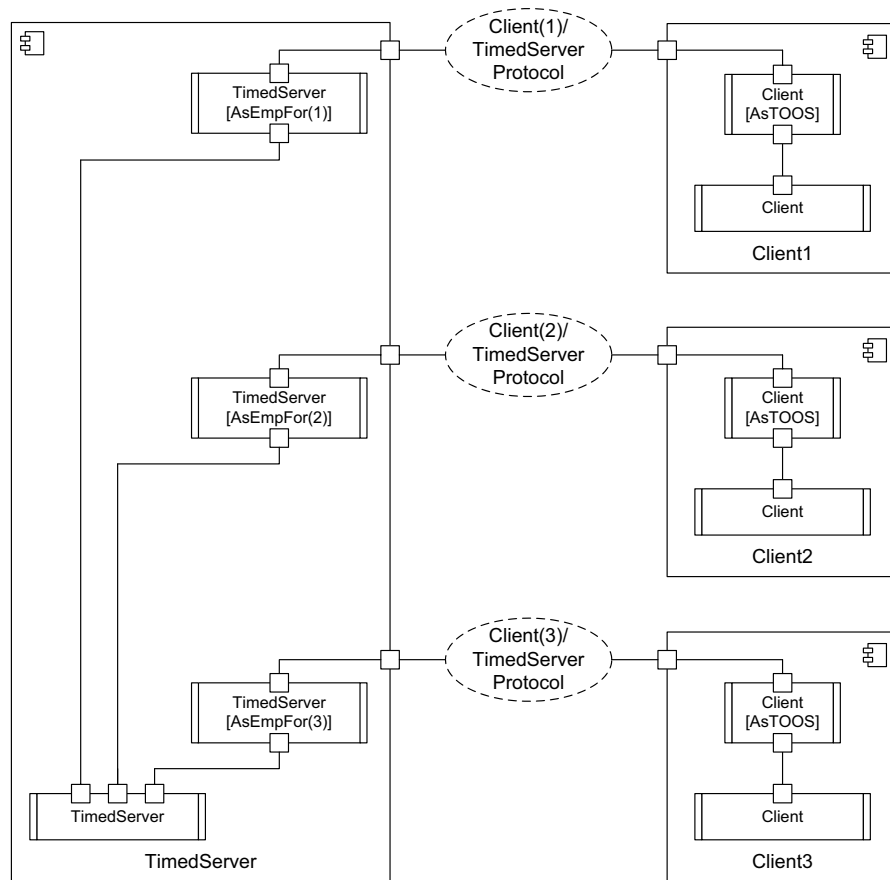 Client(1)/
TimedServer
Protocol
TimedServer
[AsEmpFor(1)]
Client
[AsTOOS]
Client
Client1
Client(2)/
TimedServer
Protocol
TimedServer
[AsEmpFor(2)]
Client
[AsTOOS]
Client
Client2
Client(3)/
TimedServer
Protocol
TimedServer
[AsEmpFor(3)]
Client
[AsTOOS]
TimedServer
Client
TimedServer
Client3